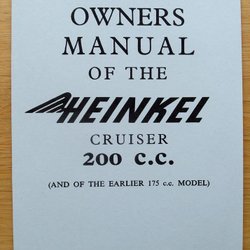 OWNERS
MANUAL
OF THE
HEINKEL
CRUISER
200 C.C.
(AND OF THE EARLIER 175 c.c. MODEL)